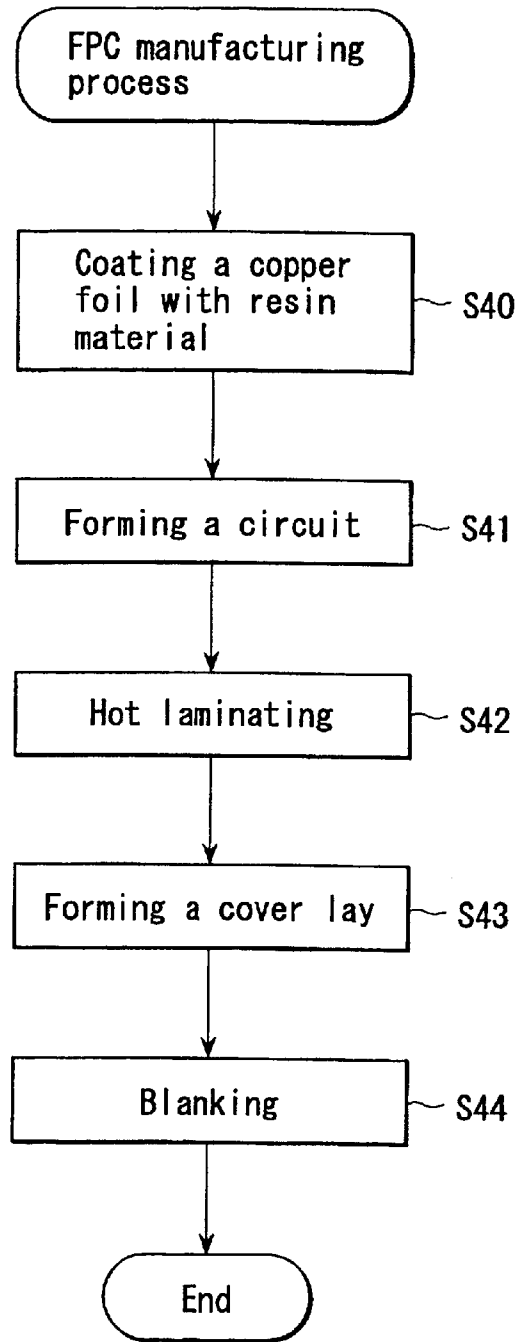 FPC manufacturing
process
Coating a copper
foil with resin
material
S40
Forming a circuit
S41
Hot laminating
S42
Forming a cover lay
S43
Blanking
S44
End